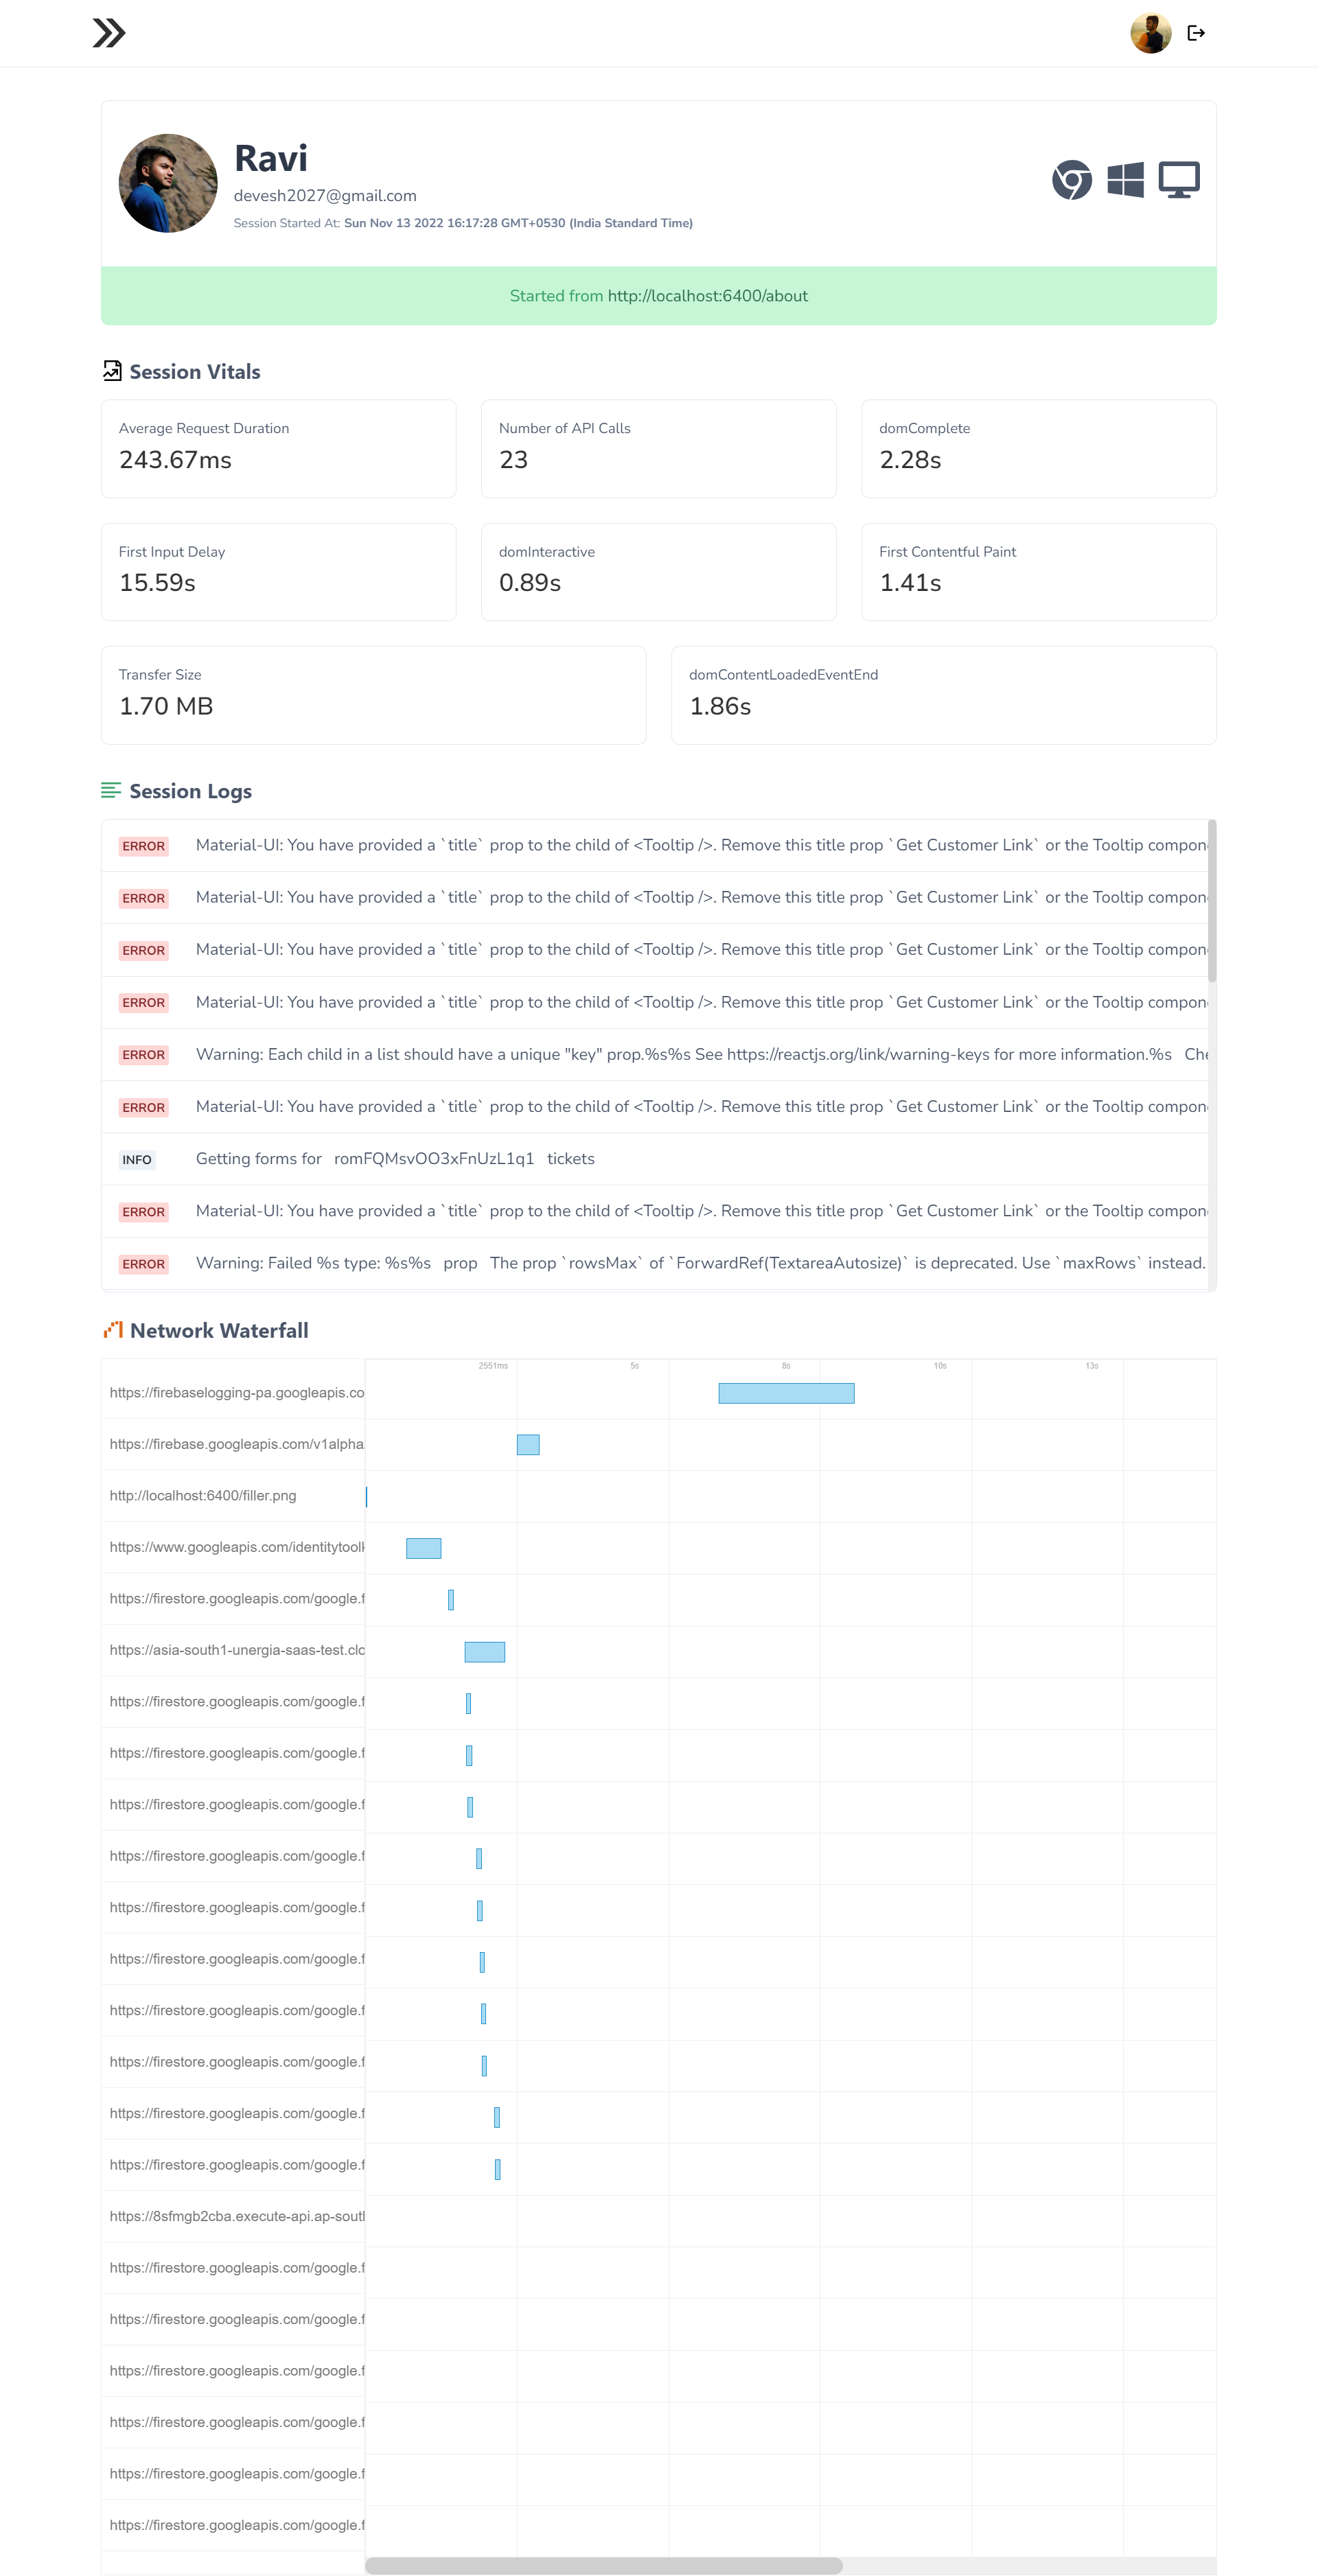 Ravi
devesh2027@gmail.com
Session Started At: Sun Nov 13 2022 16:17:28 GMT+0530 (India Standard Time)
Started from http://localhost:6400/about
Session Vitals
Average Request Duration
243.67ms
Number of API Calls
23
domComplete
2.28s
First Input Delay
15.59s
domInteractive
0.89s
First Contentful Paint
1.41s
Transfer Size
1.70 MB
domContentLoadedEventEnd
1.86s
Session Logs
ERROR Material-UI: You have provided a `title` prop to the child of <Tooltip />. Remove this title prop `Get Customer Link` or the Tooltip compon
ERROR Material-UI: You have provided a `title` prop to the child of <Tooltip />. Remove this title prop `Get Customer Link` or the Tooltip compon
ERROR Material-UI: You have provided a `title` prop to the child of <Tooltip />. Remove this title prop `Get Customer Link` or the Tooltip compon
ERROR Material-UI: You have provided a `title` prop to the child of <Tooltip />. Remove this title prop `Get Customer Link` or the Tooltip compon
ERROR Warning: Each child in a list should have a unique "key" prop.%s%s See https://reactjs.org/link/warning-keys for more information.%s Che
ERROR Material-UI: You have provided a `title` prop to the child of <Tooltip />. Remove this title prop `Get Customer Link` or the Tooltip compon
INFO Getting forms for romFQMsvOO3xFnUzL1q1 tickets
ERROR Material-UI: You have provided a `title` prop to the child of <Tooltip />. Remove this title prop `Get Customer Link` or the Tooltip compon
ERROR Warning: Failed %s type: %s%s prop The prop `rowsMax` of `ForwardRef(TextareaAutosize)` is deprecated. Use `maxRows` instead.
Network Waterfall
2551ms 5s 8s 10s 13s
https://firebaselogging-pa.googleapis.co
https://firebase.googleapis.com/v1alpha
http://localhost:6400/filler.png
https://www.googleapis.com/identitytoolk
https://firestore.googleapis.com/google.f
https://asia-south1-unergia-saas-test.clo
https://firestore.googleapis.com/google.f
https://firestore.googleapis.com/google.f
https://firestore.googleapis.com/google.f
https://firestore.googleapis.com/google.f
https://firestore.googleapis.com/google.f
https://firestore.googleapis.com/google.f
https://firestore.googleapis.com/google.f
https://firestore.googleapis.com/google.f
https://firestore.googleapis.com/google.f
https://firestore.googleapis.com/google.f
https://8sfmgb2cba.execute-api.ap-south
https://firestore.googleapis.com/google.f
https://firestore.googleapis.com/google.f
https://firestore.googleapis.com/google.f
https://firestore.googleapis.com/google.f
https://firestore.googleapis.com/google.f
https://firestore.googleapis.com/google.f